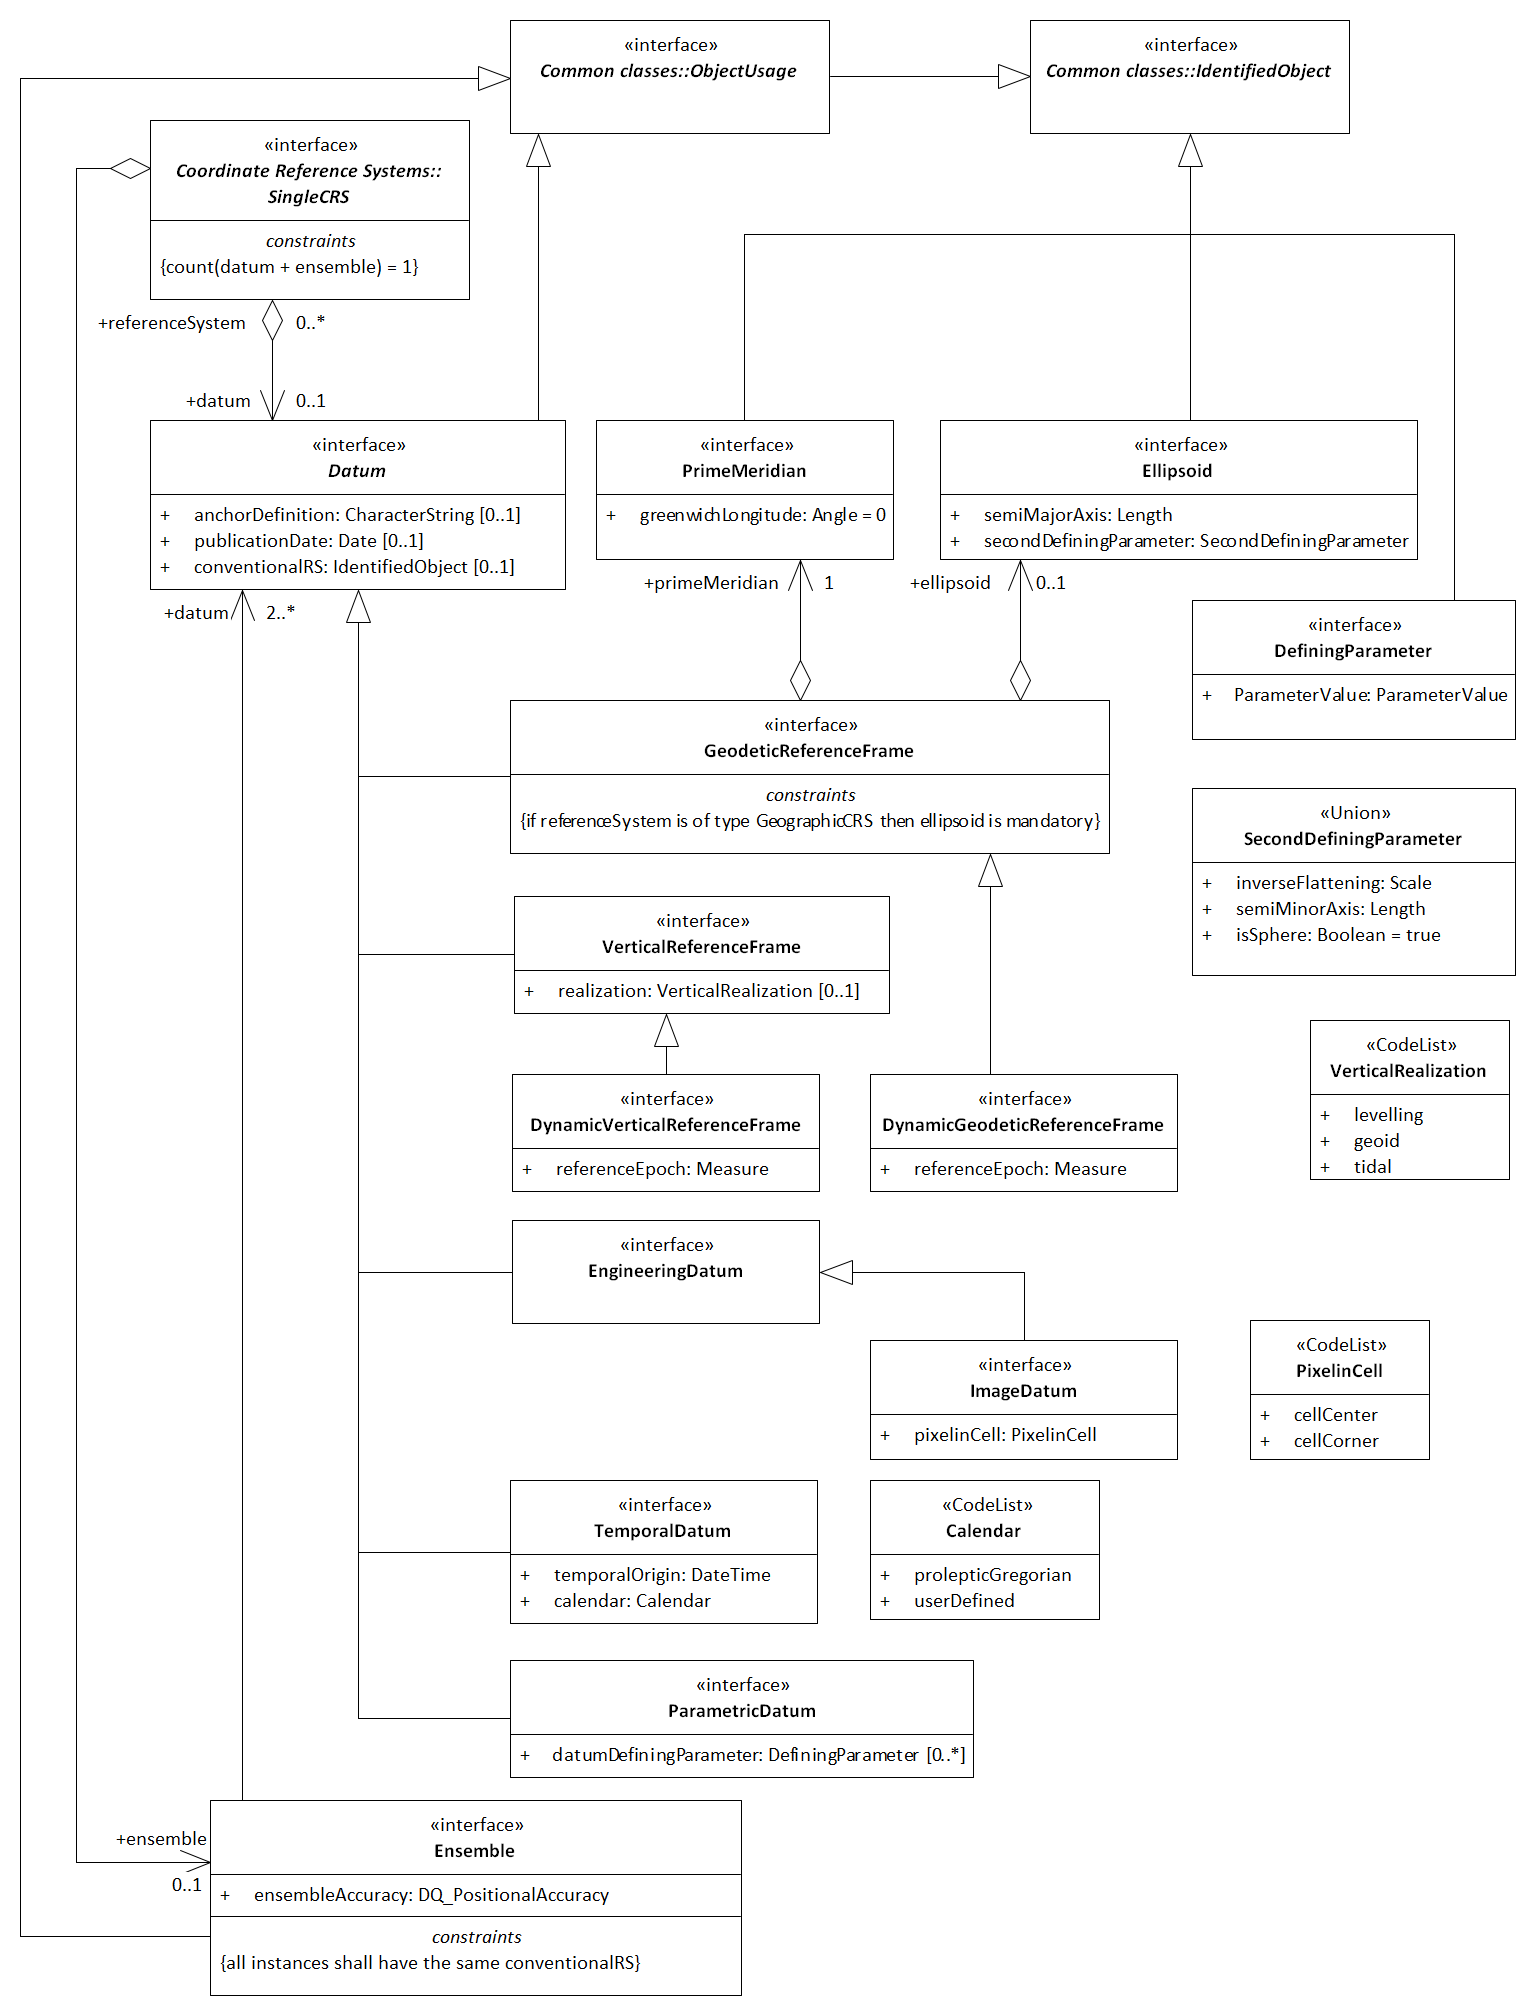 «interface»
Common classes::ObjectUsage
«interface»
Common classes::IdentifiedObject
«interface»
Coordinate Reference Systems::
SingleCRS
constraints
{count(datum + ensemble) = 1}
+referenceSystem
0..*
+datum
0..1
«interface»
Datum
+ anchorDefinition: CharacterString [0..1]
+ publicationDate: Date [0..1]
+ conventionalRS: IdentifiedObject [0..1]
«interface»
PrimeMeridian
+ greenwichLongitude: Angle = 0
«interface»
Ellipsoid
+ semiMajorAxis: Length
+ secondDefiningParameter: SecondDefiningParameter
+datum
2..*
+primeMeridian
1
+ellipsoid
0..1
«interface»
DefiningParameter
+ ParameterValue: ParameterValue
«interface»
GeodeticReferenceFrame
constraints
{if referenceSystem is of type GeographicCRS then ellipsoid is mandatory}
«Union»
SecondDefiningParameter
+ inverseFlattening: Scale
+ semiMinorAxis: Length
+ isSphere: Boolean = true
«interface»
VerticalReferenceFrame
+ realization: VerticalRealization [0..1]
«CodeList»
VerticalRealization
+ levelling
+ geoid
+ tidal
«interface»
DynamicVerticalReferenceFrame
+ referenceEpoch: Measure
«interface»
DynamicGeodeticReferenceFrame
+ referenceEpoch: Measure
«interface»
EngineeringDatum
«interface»
ImageDatum
+ pixelinCell: PixelinCell
«CodeList»
PixelinCell
+ cellCenter
+ cellCorner
«interface»
TemporalDatum
+ temporalOrigin: DateTime
+ calendar: Calendar
«CodeList»
Calendar
+ prolepticGregorian
+ userDefined
«interface»
ParametricDatum
+ datumDefiningParameter: DefiningParameter [0..*]
+ensemble
0..1
«interface»
Ensemble
+ ensembleAccuracy: DQ_PositionalAccuracy
constraints
{all instances shall have the same conventionalRS}